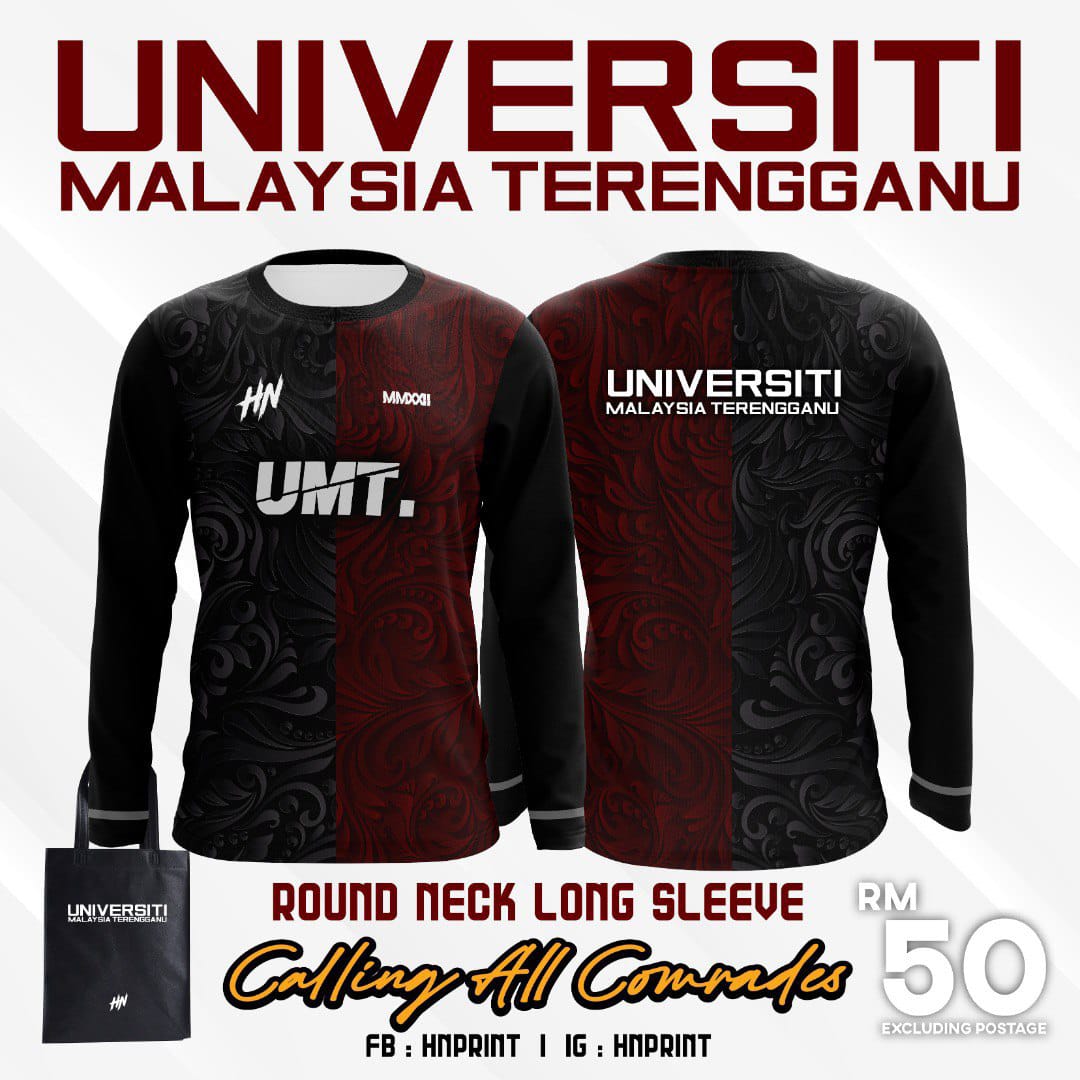 UNIVERSITI
MALAYSIA TERENGGANU
HN
MMXXII
UMT.
UNIVERSITI
MALAYSIA TERENGGANU
UNIVERSITI
MALAYSIA TERENGGANU
HN
ROUND NECK LONG SLEEVE
Calling All Comrades
FB : HNPRINT | IG : HNPRINT
RM
50
EXCLUDING POSTAGE